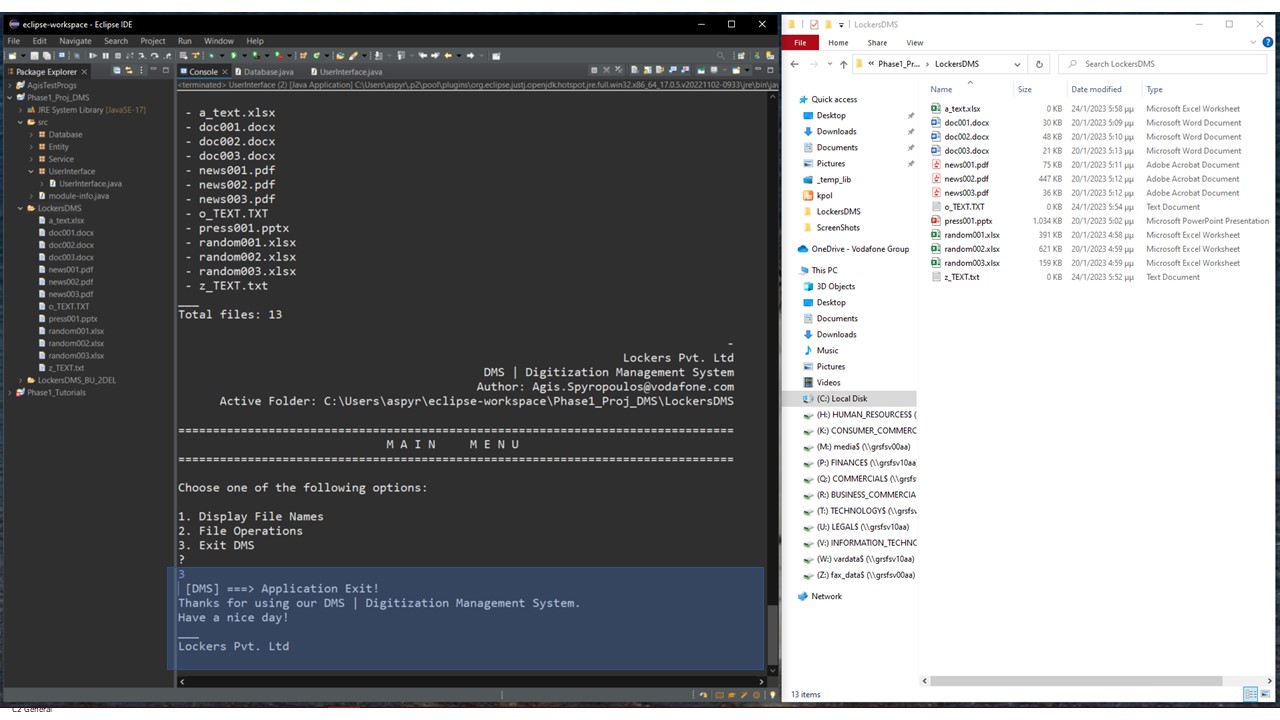 eclipse-workspace - Eclipse IDE
File Edit Navigate Search Project Run Window Help
Package Explorer
AgisTestProgs
Phase1_Proj_DMS
JRE System Library [JavaSE-17]
src
Database
Entity
Service
UserInterface
UserInterface.java
module-info.java
LockersDMS
a_text.xlsx
doc001.docx
doc002.docx
doc003.docx
news001.pdf
news002.pdf
news003.pdf
o_TEXT.TXT
press001.pptx
random001.xlsx
random002.xlsx
random003.xlsx
z_TEXT.txt
LockersDMS_BU_2DEL
Phase1_Tutorials
Console Database.java UserInterface.java
<terminated> UserInterface (2) [Java Application] C:\Users\aspyr\.p2\pool\plugins\org.eclipse.justj.openjdk.hotspot.jre.full.win32.x86_64_17.0.5.v20221102-0933\jre\bin\jav
- a_text.xlsx
- doc001.docx
- doc002.docx
- doc003.docx
- news001.pdf
- news002.pdf
- news003.pdf
- o_TEXT.TXT
- press001.pptx
- random001.xlsx
- random002.xlsx
- random003.xlsx
- z_TEXT.txt
___
Total files: 13
-
Lockers Pvt. Ltd
DMS | Digitization Management System
Author: Agis.Spyropoulos@vodafone.com
Active Folder: C:\Users\aspyr\eclipse-workspace\Phase1_Proj_DMS\LockersDMS
================================================================================
M A I N M E N U
================================================================================
Choose one of the following options:
1. Display File Names
2. File Operations
3. Exit DMS
?
3
[DMS] ===> Application Exit!
Thanks for using our DMS | Digitization Management System.
Have a nice day!
___
Lockers Pvt. Ltd
C2 General
LockersDMS
File Home Share View
« Phase1_Pr... › LockersDMS
Search LockersDMS
Quick access
Desktop
Downloads
Documents
Pictures
_temp_lib
kpol
LockersDMS
ScreenShots
OneDrive - Vodafone Group
This PC
3D Objects
Desktop
Documents
Downloads
Music
Pictures
Videos
(C:) Local Disk
(H:) HUMAN_RESOURCES$ (
(K:) CONSUMER_COMMERC
(M:) media$ (\\grsfsv00aa)
(P:) FINANCE$ (\\grsfsv10aa)
(Q:) COMMERCIAL$ (\\grsfs
(R:) BUSINESS_COMMERCIA
(T:) TECHNOLOGY$ (\\grsfsv
(U:) LEGAL$ (\\grsfsv10aa)
(V:) INFORMATION_TECHNC
(W:) vardata$ (\\grsfsv00aa)
(Z:) fax_data$ (\\grsfsv00aa)
Network
Name Size Date modified Type
a_text.xlsx 0 KB 24/1/2023 5:58 μμ Microsoft Excel Worksheet
doc001.docx 30 KB 20/1/2023 5:09 μμ Microsoft Word Document
doc002.docx 48 KB 20/1/2023 5:10 μμ Microsoft Word Document
doc003.docx 21 KB 20/1/2023 5:13 μμ Microsoft Word Document
news001.pdf 75 KB 20/1/2023 5:11 μμ Adobe Acrobat Document
news002.pdf 447 KB 20/1/2023 5:12 μμ Adobe Acrobat Document
news003.pdf 36 KB 20/1/2023 5:12 μμ Adobe Acrobat Document
o_TEXT.TXT 0 KB 24/1/2023 5:54 μμ Text Document
press001.pptx 1.034 KB 20/1/2023 5:02 μμ Microsoft PowerPoint Presentation
random001.xlsx 391 KB 20/1/2023 4:58 μμ Microsoft Excel Worksheet
random002.xlsx 621 KB 20/1/2023 4:59 μμ Microsoft Excel Worksheet
random003.xlsx 159 KB 20/1/2023 4:59 μμ Microsoft Excel Worksheet
z_TEXT.txt 0 KB 24/1/2023 5:52 μμ Text Document
13 items